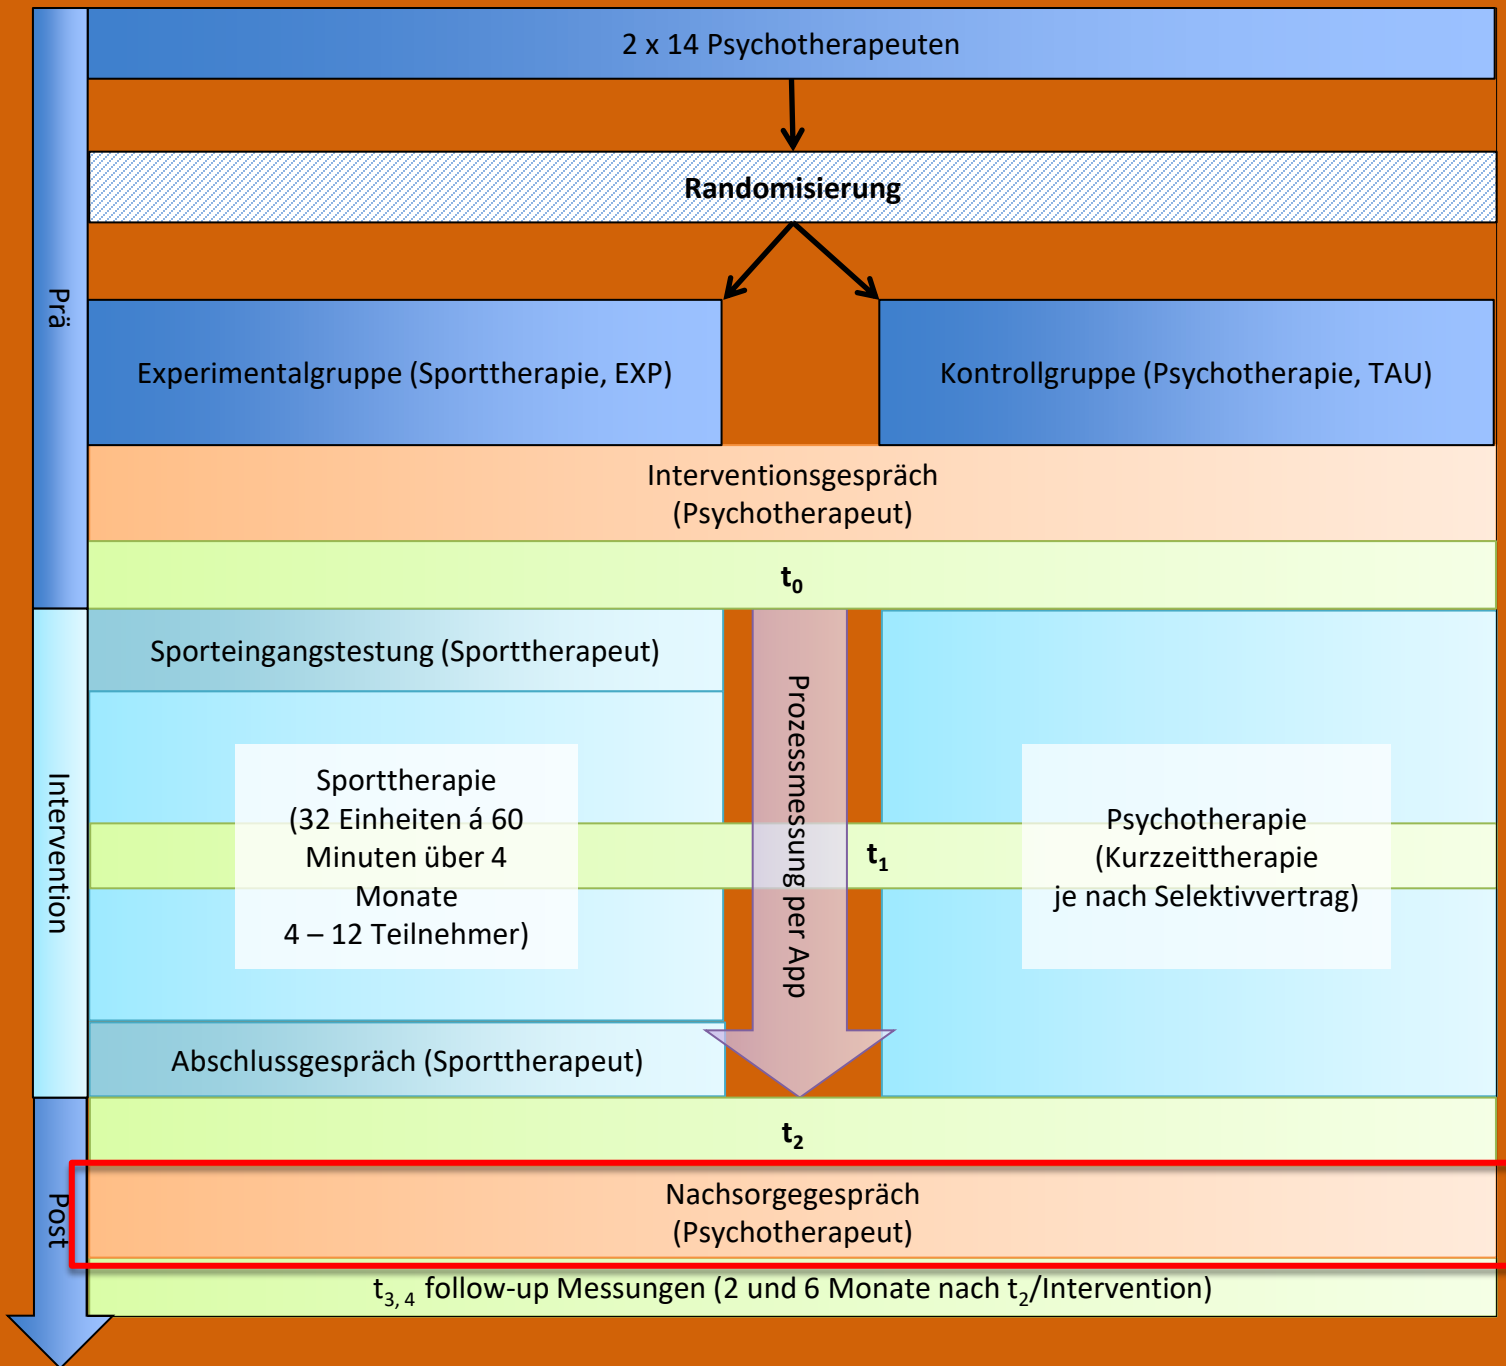 2 x 14 Psychotherapeuten
Randomisierung
Prä
Experimentalgruppe (Sporttherapie, EXP)
Kontrollgruppe (Psychotherapie, TAU)
Interventionsgespräch
(Psychotherapeut)
t0
Intervention
Sporteingangstestung (Sporttherapeut)
Sporttherapie
(32 Einheiten á 60
Minuten über 4
Monate
4 – 12 Teilnehmer)
Prozessmessung per App
t1
Psychotherapie
(Kurzzeittherapie
je nach Selektivvertrag)
Abschlussgespräch (Sporttherapeut)
Post
t2
Nachsorgegespräch
(Psychotherapeut)
t3, 4 follow-up Messungen (2 und 6 Monate nach t2/Intervention)